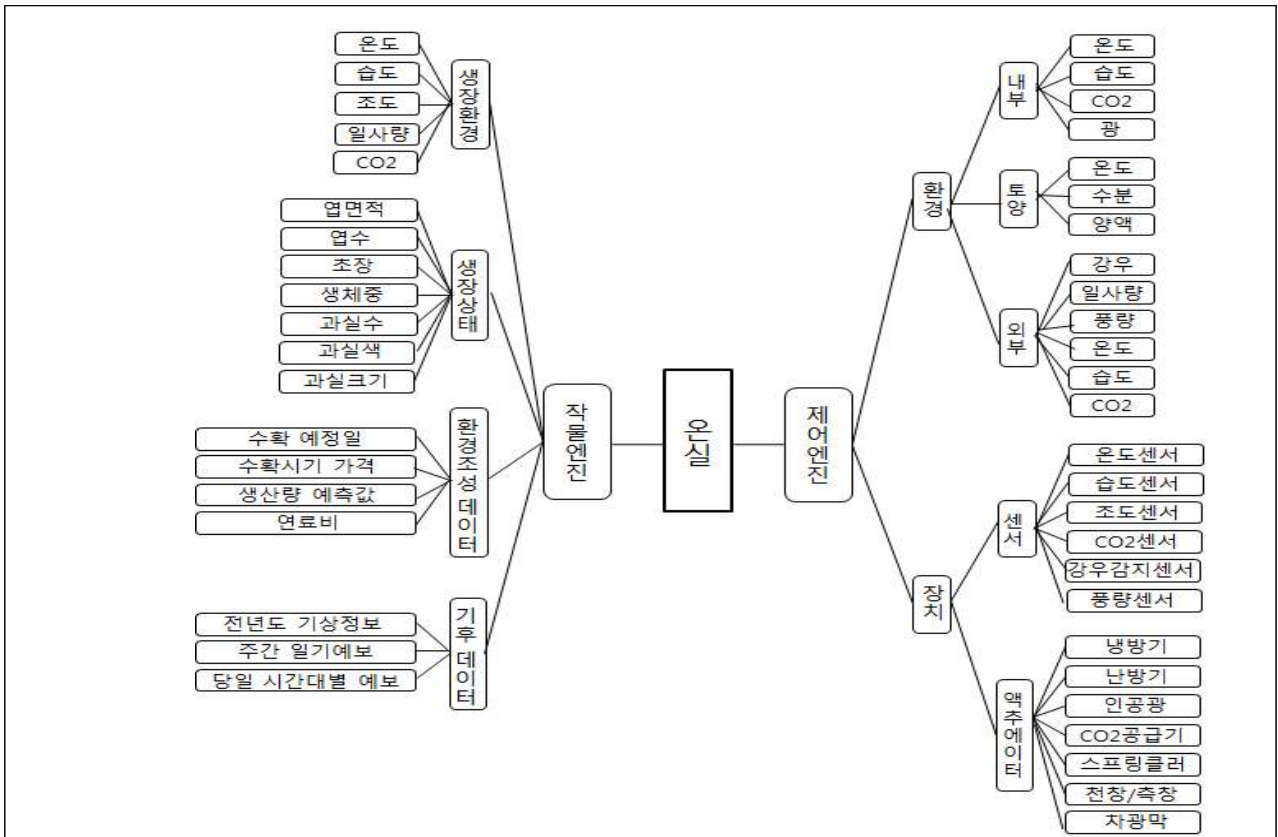 온도
습도
조도
일사량
CO2
생장환경
엽면적
엽수
초장
생체중
과실수
과실색
과실크기
생장상태
수확 예정일
수확시기 가격
생산량 예측값
연료비
환경조성 데이터
전년도 기상정보
주간 일기예보
당일 시간대별 예보
기후 데이터
작물엔진
온실
제어엔진
환경
내부
온도
습도
CO2
광
토양
온도
수분
양액
외부
강우
일사량
풍량
온도
습도
CO2
장치
센서
온도센서
습도센서
조도센서
CO2센서
강우감지센서
풍량센서
액추에이터
냉방기
난방기
인공광
CO2공급기
스프링클러
천창/측창
차광막